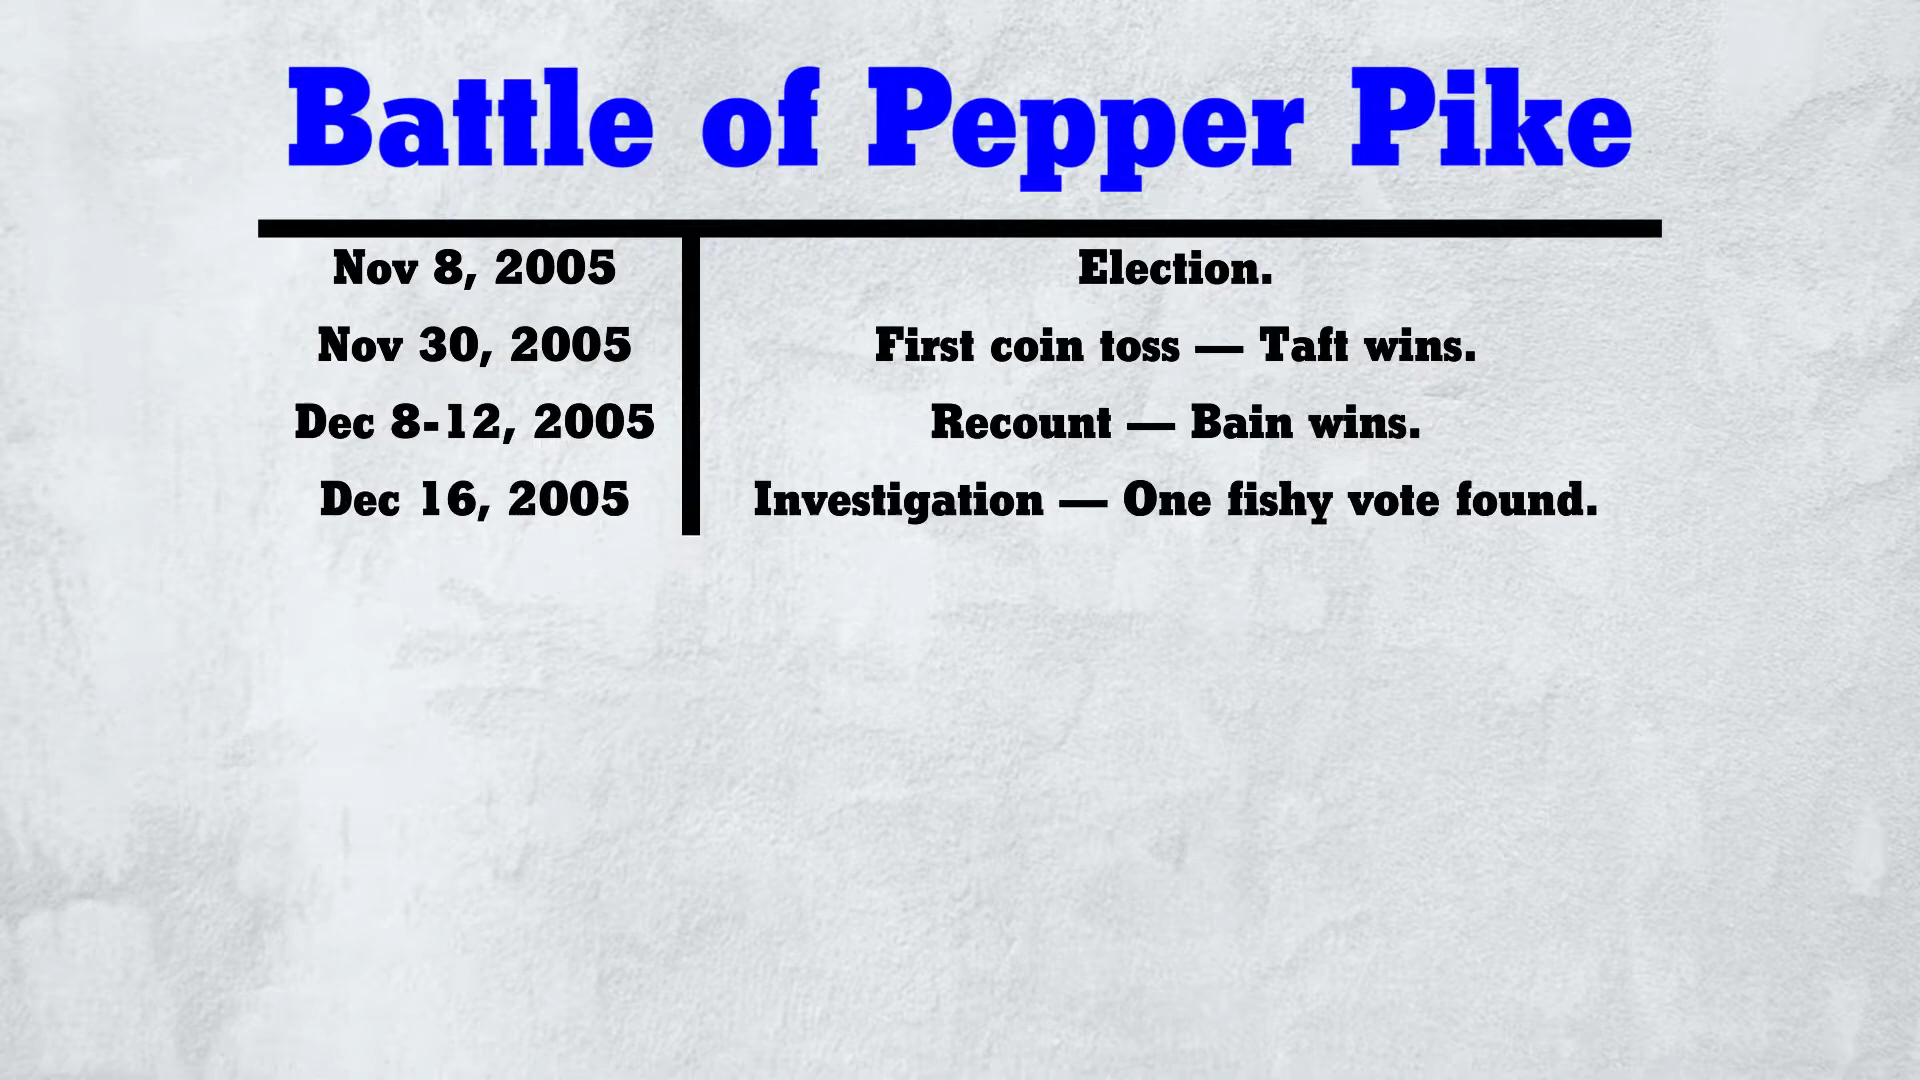 Battle of Pepper Pike
Nov 8, 2005 Election.
Nov 30, 2005 First coin toss — Taft wins.
Dec 8-12, 2005 Recount — Bain wins.
Dec 16, 2005 Investigation — One fishy vote found.